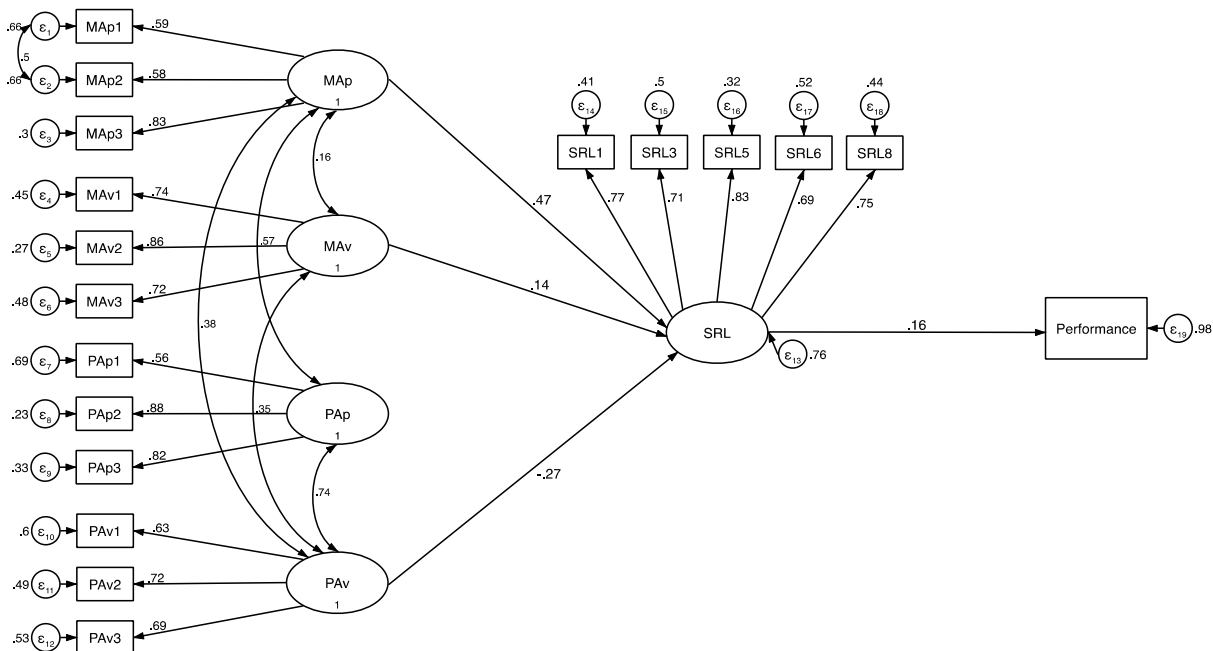 .66 ε1 MAp1 .59
.5
.66 ε2 MAp2 .58
MAp
1
.3 ε3 MAp3 .83
.16
.45 ε4 MAv1 .74
.27 ε5 MAv2 .86
MAv
1
.57
.48 ε6 MAv3 .72
.38
.69 ε7 PAp1 .56
.23 ε8 PAp2 .88
PAp
1
.35
.33 ε9 PAp3 .82
.74
.6 ε10 PAv1 .63
.49 ε11 PAv2 .72
PAv
1
.53 ε12 PAv3 .69
.47
.14
-.27
.41 .5 .32 .52 .44
ε14 ε15 ε16 ε17 ε18
SRL1 SRL3 SRL5 SRL6 SRL8
.77 .71 .83 .69 .75
SRL
ε13 .76
.16
Performance
ε19 .98